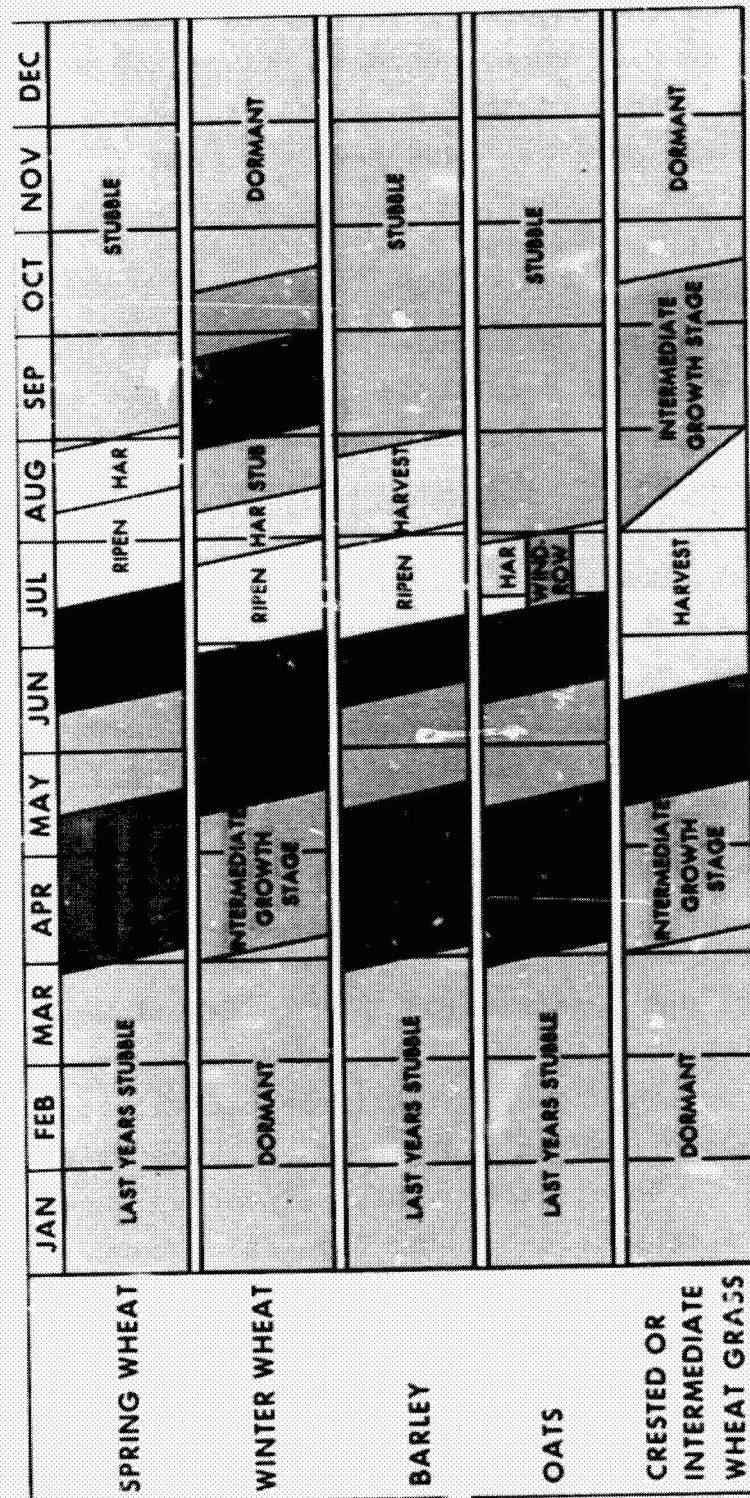 JAN FEB MAR APR MAY JUN JUL AUG SEP OCT NOV DEC
SPRING WHEAT
LAST YEARS STUBBLE
RIPEN
HAR
STUBBLE
WINTER WHEAT
DORMANT
INTERMEDIATE
GROWTH
STAGE
RIPEN
HAR
STUB
DORMANT
BARLEY
LAST YEARS STUBBLE
RIPEN
HARVEST
STUBBLE
OATS
LAST YEARS STUBBLE
HAR
WIND-
ROW
STUBBLE
CRESTED OR
INTERMEDIATE
WHEAT GRASS
DORMANT
INTERMEDIATE
GROWTH
STAGE
HARVEST
INTERMEDIATE
GROWTH STAGE
DORMANT